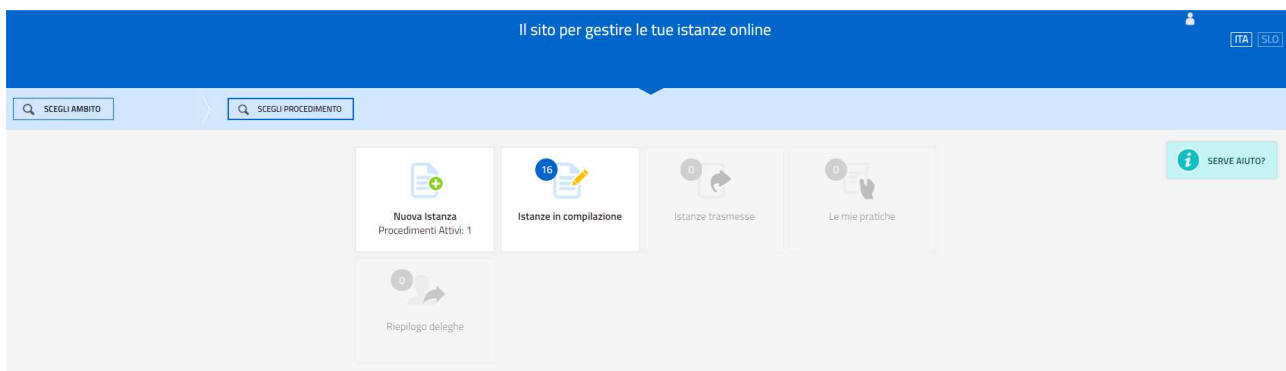 Il sito per gestire le tue istanze online
ITA SLO
SCEGLI AMBITO
SCEGLI PROCEDIMENTO
SERVE AIUTO?
16
0
0
Nuova Istanza
Procedimenti Attivi: 1
Istanze in compilazione
Istanze trasmesse
Le mie pratiche
0
Riepilogo deleghe